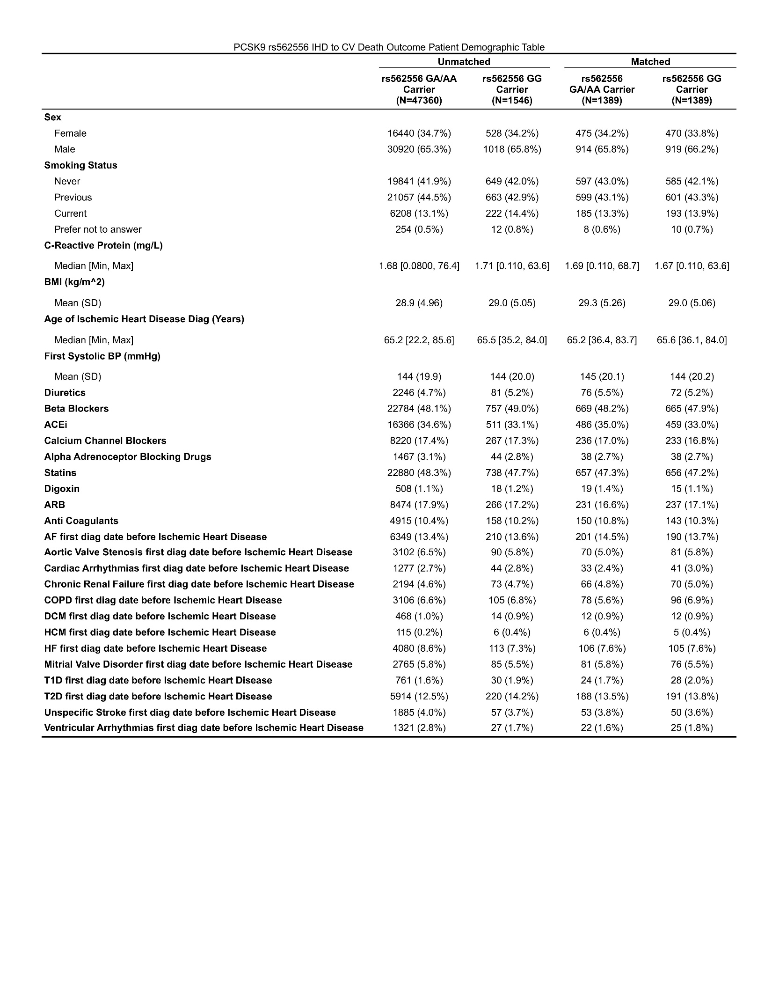 PCSK9 rs562556 IHD to CV Death Outcome Patient Demographic Table
Unmatched Matched
rs562556 GA/AA Carrier (N=47360) rs562556 GG Carrier (N=1546) rs562556 GA/AA Carrier (N=1389) rs562556 GG Carrier (N=1389)
Sex
Female 16440 (34.7%) 528 (34.2%) 475 (34.2%) 470 (33.8%)
Male 30920 (65.3%) 1018 (65.8%) 914 (65.8%) 919 (66.2%)
Smoking Status
Never 19841 (41.9%) 649 (42.0%) 597 (43.0%) 585 (42.1%)
Previous 21057 (44.5%) 663 (42.9%) 599 (43.1%) 601 (43.3%)
Current 6208 (13.1%) 222 (14.4%) 185 (13.3%) 193 (13.9%)
Prefer not to answer 254 (0.5%) 12 (0.8%) 8 (0.6%) 10 (0.7%)
C-Reactive Protein (mg/L)
Median [Min, Max] 1.68 [0.0800, 76.4] 1.71 [0.110, 63.6] 1.69 [0.110, 68.7] 1.67 [0.110, 63.6]
BMI (kg/m^2)
Mean (SD) 28.9 (4.96) 29.0 (5.05) 29.3 (5.26) 29.0 (5.06)
Age of Ischemic Heart Disease Diag (Years)
Median [Min, Max] 65.2 [22.2, 85.6] 65.5 [35.2, 84.0] 65.2 [36.4, 83.7] 65.6 [36.1, 84.0]
First Systolic BP (mmHg)
Mean (SD) 144 (19.9) 144 (20.0) 145 (20.1) 144 (20.2)
Diuretics 2246 (4.7%) 81 (5.2%) 76 (5.5%) 72 (5.2%)
Beta Blockers 22784 (48.1%) 757 (49.0%) 669 (48.2%) 665 (47.9%)
ACEi 16366 (34.6%) 511 (33.1%) 486 (35.0%) 459 (33.0%)
Calcium Channel Blockers 8220 (17.4%) 267 (17.3%) 236 (17.0%) 233 (16.8%)
Alpha Adrenoceptor Blocking Drugs 1467 (3.1%) 44 (2.8%) 38 (2.7%) 38 (2.7%)
Statins 22880 (48.3%) 738 (47.7%) 657 (47.3%) 656 (47.2%)
Digoxin 508 (1.1%) 18 (1.2%) 19 (1.4%) 15 (1.1%)
ARB 8474 (17.9%) 266 (17.2%) 231 (16.6%) 237 (17.1%)
Anti Coagulants 4915 (10.4%) 158 (10.2%) 150 (10.8%) 143 (10.3%)
AF first diag date before Ischemic Heart Disease 6349 (13.4%) 210 (13.6%) 201 (14.5%) 190 (13.7%)
Aortic Valve Stenosis first diag date before Ischemic Heart Disease 3102 (6.5%) 90 (5.8%) 70 (5.0%) 81 (5.8%)
Cardiac Arrhythmias first diag date before Ischemic Heart Disease 1277 (2.7%) 44 (2.8%) 33 (2.4%) 41 (3.0%)
Chronic Renal Failure first diag date before Ischemic Heart Disease 2194 (4.6%) 73 (4.7%) 66 (4.8%) 70 (5.0%)
COPD first diag date before Ischemic Heart Disease 3106 (6.6%) 105 (6.8%) 78 (5.6%) 96 (6.9%)
DCM first diag date before Ischemic Heart Disease 468 (1.0%) 14 (0.9%) 12 (0.9%) 12 (0.9%)
HCM first diag date before Ischemic Heart Disease 115 (0.2%) 6 (0.4%) 6 (0.4%) 5 (0.4%)
HF first diag date before Ischemic Heart Disease 4080 (8.6%) 113 (7.3%) 106 (7.6%) 105 (7.6%)
Mitrial Valve Disorder first diag date before Ischemic Heart Disease 2765 (5.8%) 85 (5.5%) 81 (5.8%) 76 (5.5%)
T1D first diag date before Ischemic Heart Disease 761 (1.6%) 30 (1.9%) 24 (1.7%) 28 (2.0%)
T2D first diag date before Ischemic Heart Disease 5914 (12.5%) 220 (14.2%) 188 (13.5%) 191 (13.8%)
Unspecific Stroke first diag date before Ischemic Heart Disease 1885 (4.0%) 57 (3.7%) 53 (3.8%) 50 (3.6%)
Ventricular Arrhythmias first diag date before Ischemic Heart Disease 1321 (2.8%) 27 (1.7%) 22 (1.6%) 25 (1.8%)